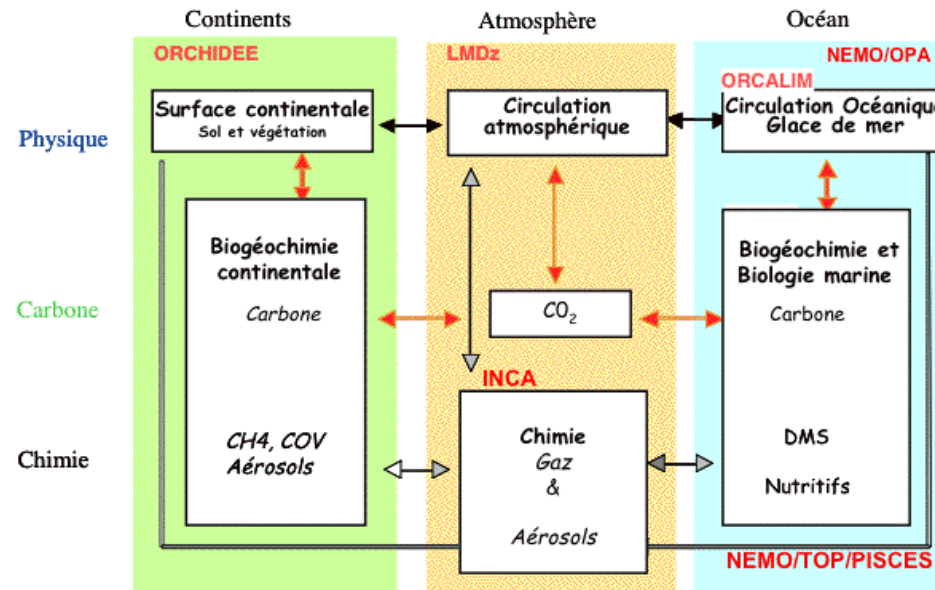 Continents
Atmosphère
Océan
ORCHIDEE
LMDz
NEMO/OPA
ORCALIM
Physique
Surface continentale
Sol et végétation
Circulation
atmosphérique
Circulation Océanique
Glace de mer
Biogéochimie
continentale
Biogéochimie et
Biologie marine
Carbone
Carbone
CO₂
Carbone
INCA
Chimie
CH4, COV
Aérosols
Chimie
Gaz
&
Aérosols
DMS
Nutritifs
NEMO/TOP/PISCES